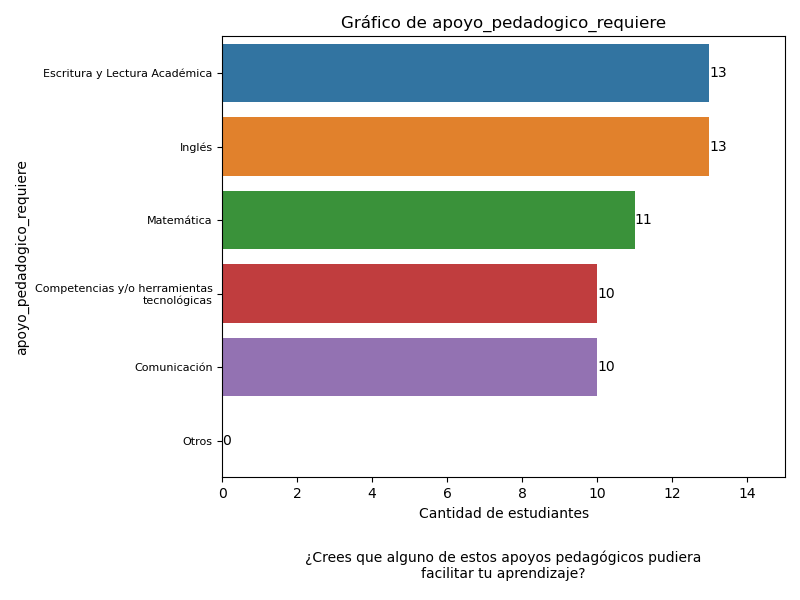 Gráfico de apoyo_pedadogico_requiere
Escritura y Lectura Académica
13
Inglés
13
Matemática
11
Competencias y/o herramientas
tecnológicas
10
Comunicación
10
Otros
0
apoyo_pedadogico_requiere
0 2 4 6 8 10 12 14
Cantidad de estudiantes
¿Crees que alguno de estos apoyos pedagógicos pudiera
facilitar tu aprendizaje?